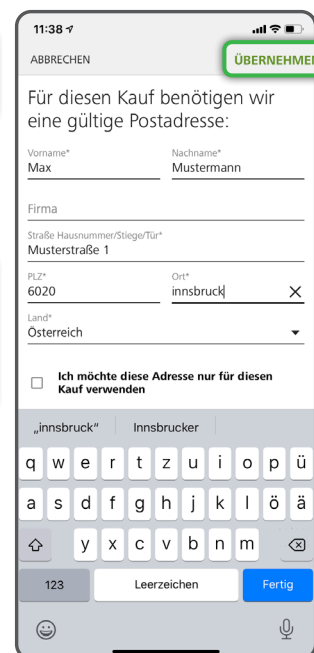 11:38
ABBRECHEN ÜBERNEHMEN
Für diesen Kauf benötigen wir
eine gültige Postadresse:
Vorname* Nachname*
Max Mustermann
Firma
Straße Hausnummer/Stiege/Tür*
Musterstraße 1
PLZ* Ort*
6020 innsbruck
Land*
Österreich
Ich möchte diese Adresse nur für diesen
Kauf verwenden
„innsbruck“ Innsbrucker
q w e r t z u i o p ü
a s d f g h j k l ö ä
y x c v b n m
123 Leerzeichen Fertig